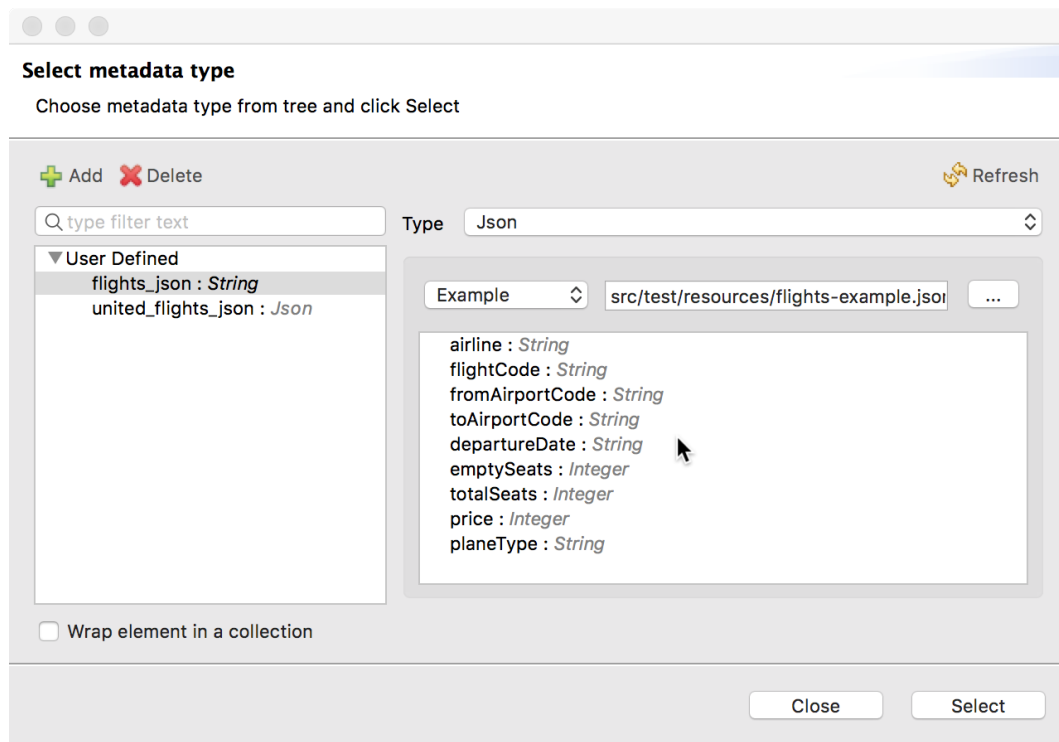 Select metadata type
Choose metadata type from tree and click Select
Add Delete Refresh
type filter text
Type Json
User Defined
flights_json : String
united_flights_json : Json
Example src/test/resources/flights-example.json ...
airline : String
flightCode : String
fromAirportCode : String
toAirportCode : String
departureDate : String
emptySeats : Integer
totalSeats : Integer
price : Integer
planeType : String
Wrap element in a collection
Close Select